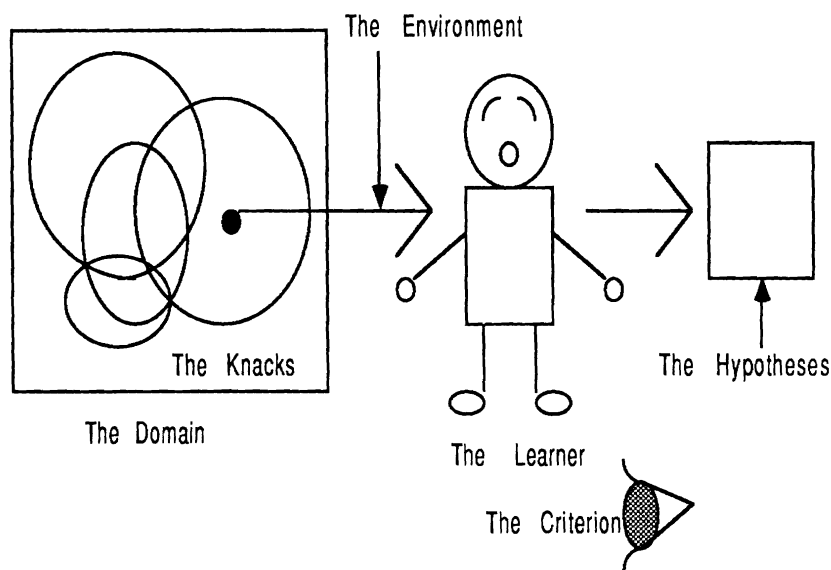 The Environment
The Knacks
The Hypotheses
The Domain
The Learner
The Criterion